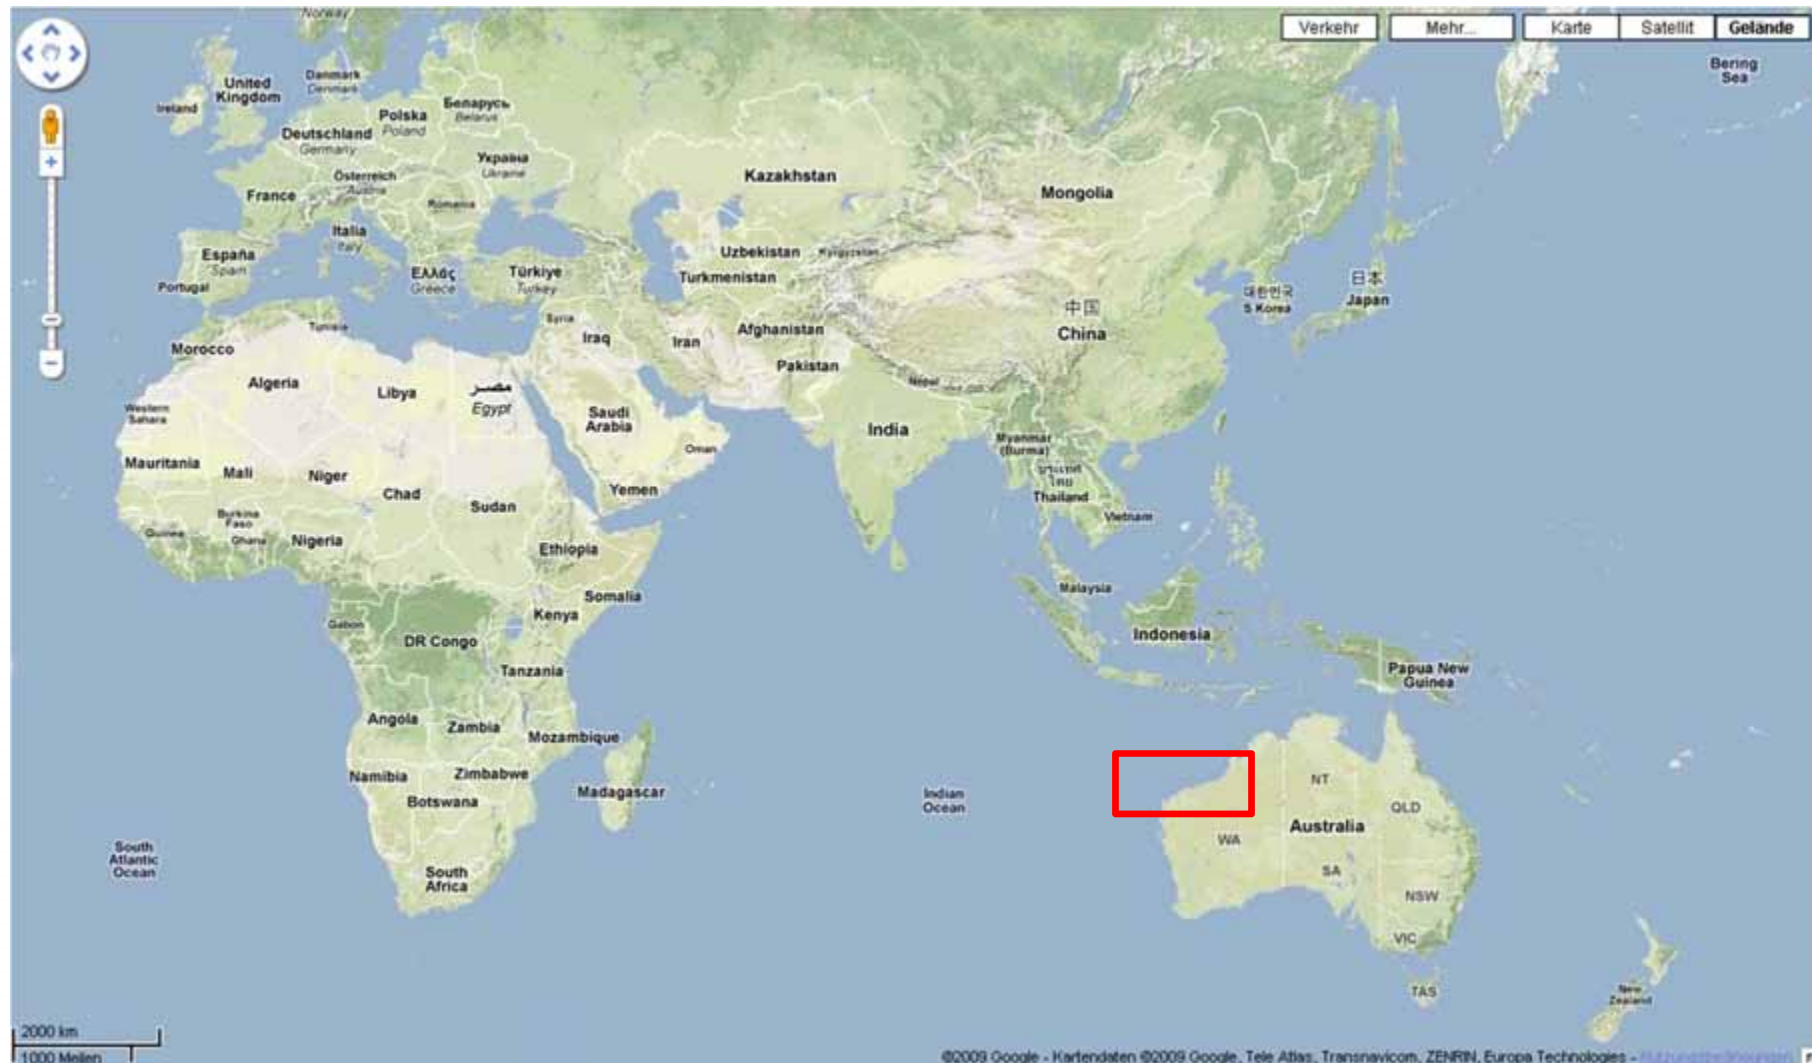 Norway
Verkehr
Mehr...
Karte
Satellit
Gelände
Bering
Sea
United
Kingdom
Ireland
Danmark
Denmark
Polska
Poland
Беларусь
Belarus
Deutschland
Germany
Україна
Ukraine
Österreich
Austria
France
Romania
Kazakhstan
Mongolia
Italia
Italy
España
Spain
Portugal
Ελλάς
Greece
Türkiye
Turkey
Uzbekistan
Kyrgyzstan
Turkmenistan
대한민국
S Korea
日本
Japan
中国
China
Tunisia
Syria
Iraq
Iran
Afghanistan
Pakistan
Morocco
Algeria
Libya
مصر
Egypt
Nepal
Western
Sahara
Saudi
Arabia
Oman
India
Myanmar
(Burma)
Mauritania
Mali
Niger
Chad
Sudan
Yemen
Thailand
Vietnam
Burkina
Faso
Guinea
Ghana
Nigeria
Ethiopia
Somalia
Malaysia
Kenya
Gabon
DR Congo
Indonesia
Tanzania
Papua New
Guinea
Angola
Zambia
Mozambique
Namibia
Zimbabwe
Botswana
Madagascar
Indian
Ocean
NT
QLD
Australia
WA
SA
NSW
VIC
TAS
South
Atlantic
Ocean
South
Africa
New
Zealand
2000 km
1000 Meilen
©2009 Google - Kartendaten ©2009 Google, Tele Atlas, Transnavicom, ZENRIN, Europa Technologies - Nutzungsbedingungen